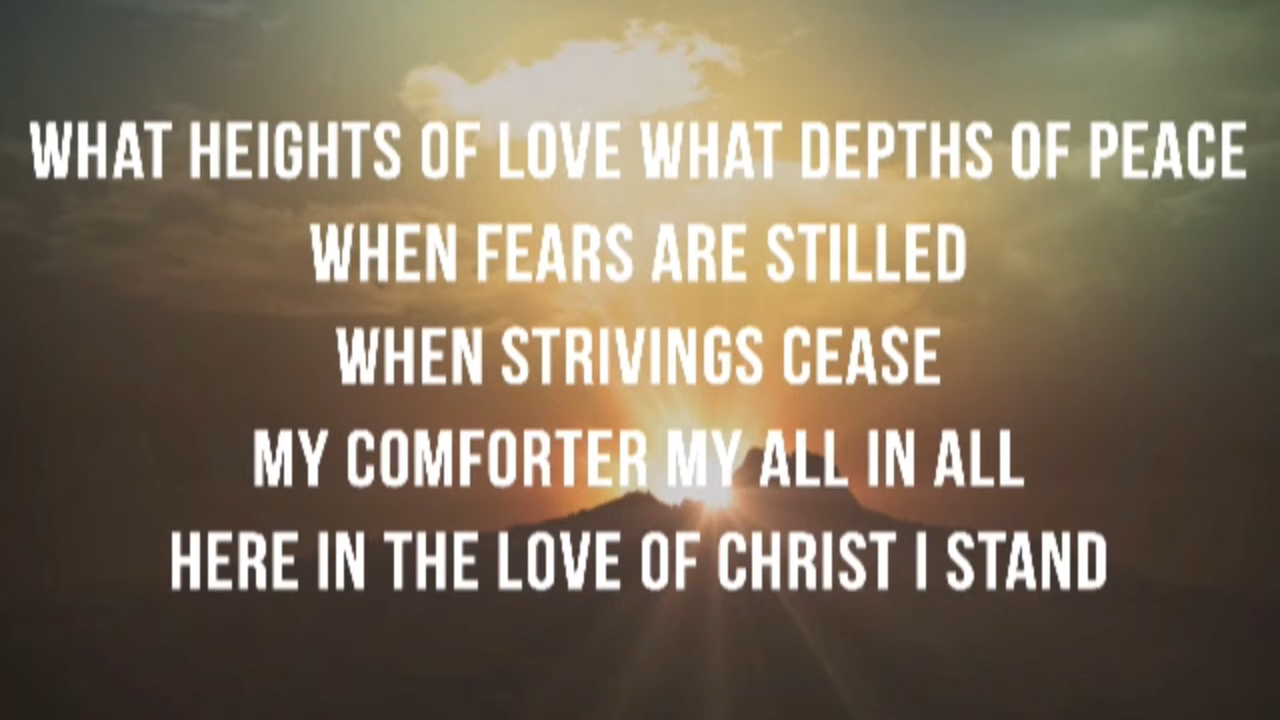 WHAT HEIGHTS OF LOVE WHAT DEPTHS OF PEACE
WHEN FEARS ARE STILLED
WHEN STRIVINGS CEASE
MY COMFORTER MY ALL IN ALL
HERE IN THE LOVE OF CHRIST I STAND